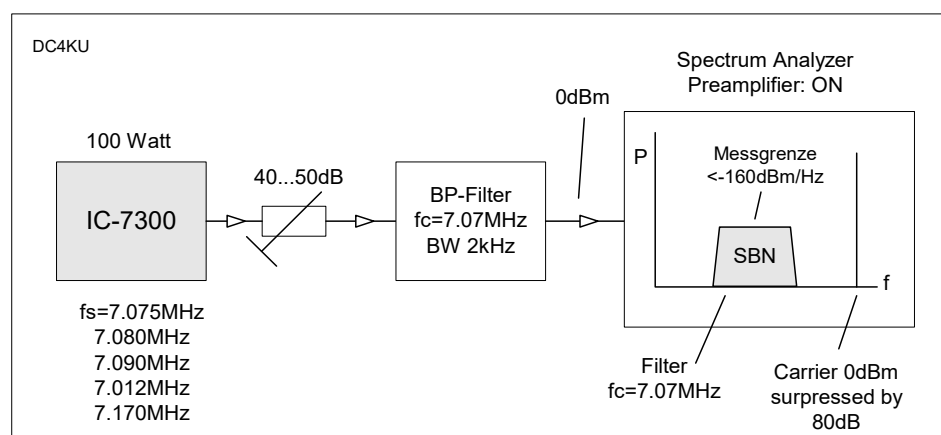 DC4KU
100 Watt
IC-7300
fs=7.075MHz
7.080MHz
7.090MHz
7.012MHz
7.170MHz
40...50dB
BP-Filter
fc=7.07MHz
BW 2kHz
0dBm
Spectrum Analyzer
Preamplifier: ON
P
Messgrenze
<-160dBm/Hz
SBN
f
Filter
fc=7.07MHz
Carrier 0dBm
surpressed by
80dB